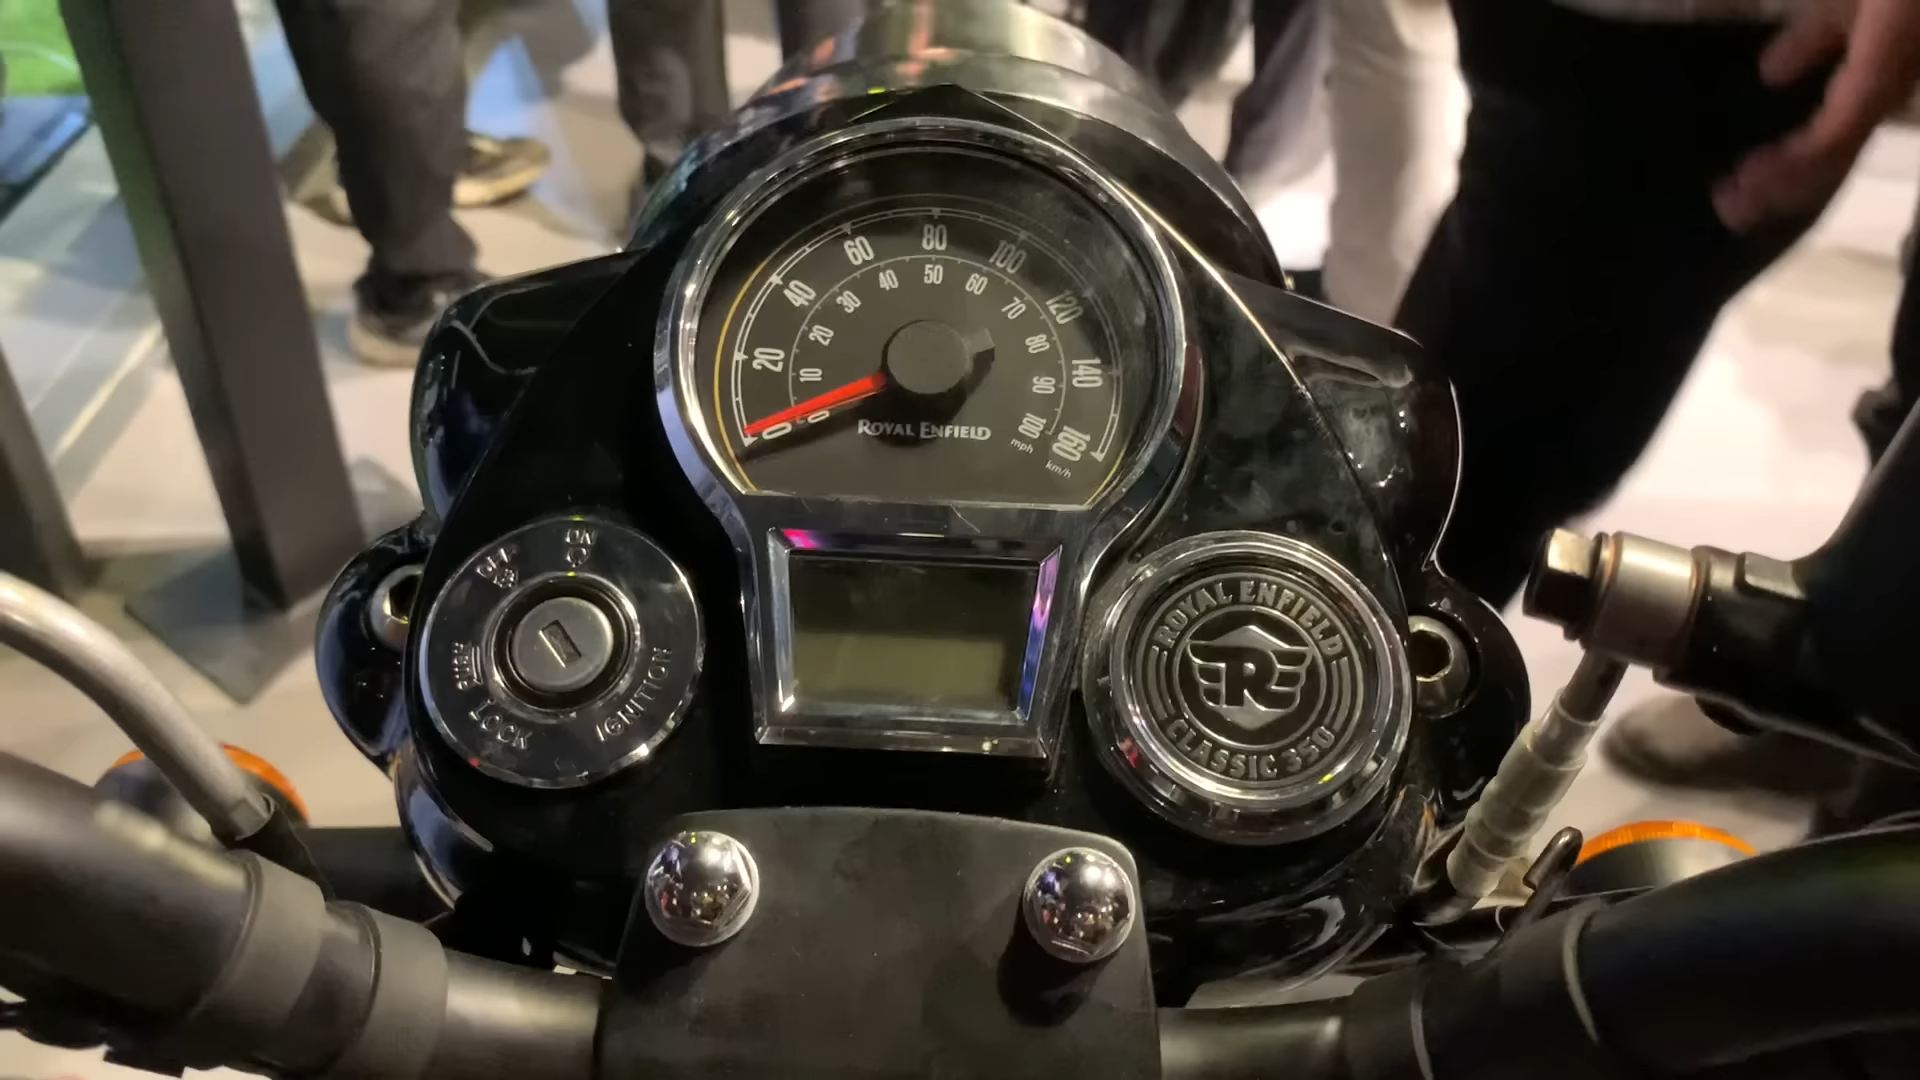 0 20 40 60 80 100 120 140 160
0 10 20 30 40 50 60 70 80 90 100
mph
km/h
ROYAL ENFIELD
ON
LOCK
IGNITION
ROYAL ENFIELD
R
CLASSIC 350